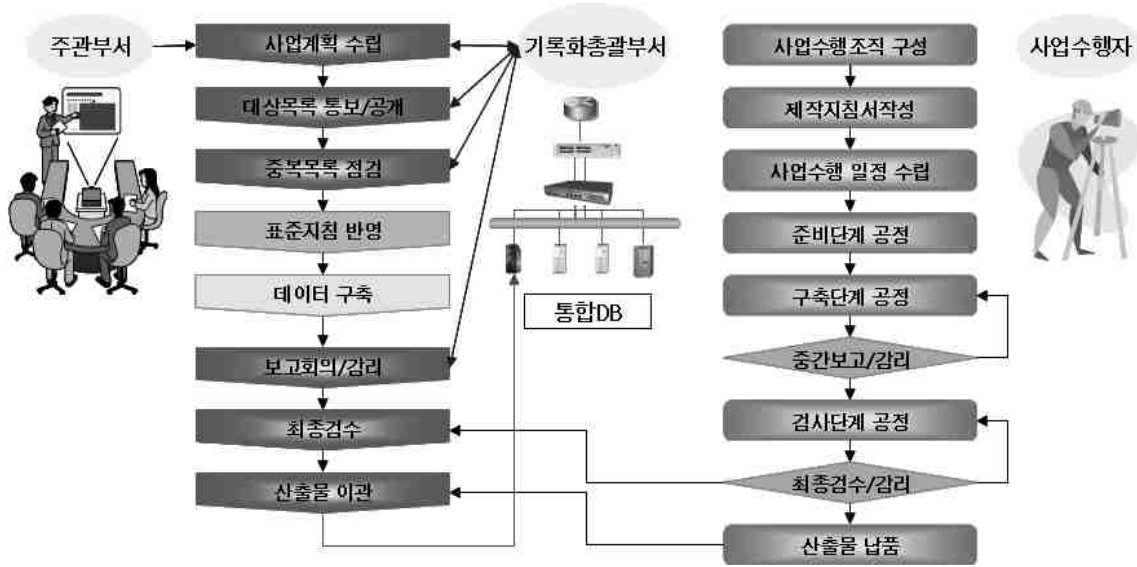 주관부서
사업계획 수립
대상목록 통보/공개
중복목록 점검
표준지침 반영
데이터 구축
보고회의/감리
최종검수
산출물 이관
기록화총괄부서
통합DB
사업수행조직 구성
제작지침서작성
사업수행 일정 수립
준비단계 공정
구축단계 공정
중간보고/감리
검사단계 공정
최종검수/감리
산출물 납품
사업수행자